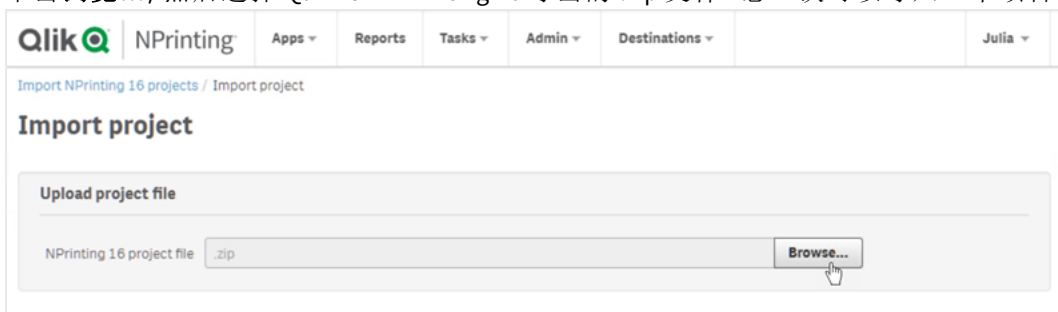 Qlik NPrinting Apps Reports Tasks Admin Destinations Julia
Import NPrinting 16 projects / Import project
Import project
Upload project file
NPrinting 16 project file .zip Browse...